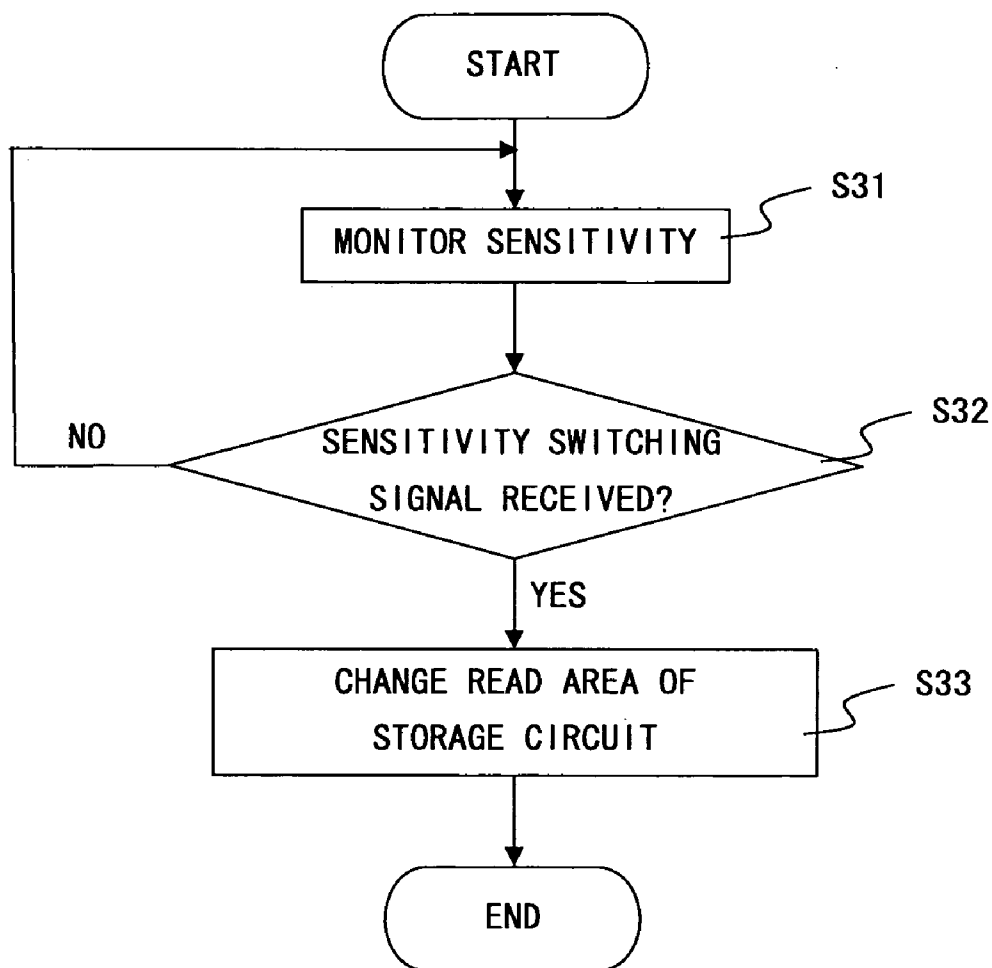 START
S31
MONITOR SENSITIVITY
S32
NO
SENSITIVITY SWITCHING
SIGNAL RECEIVED?
YES
CHANGE READ AREA OF
S33
STORAGE CIRCUIT
END